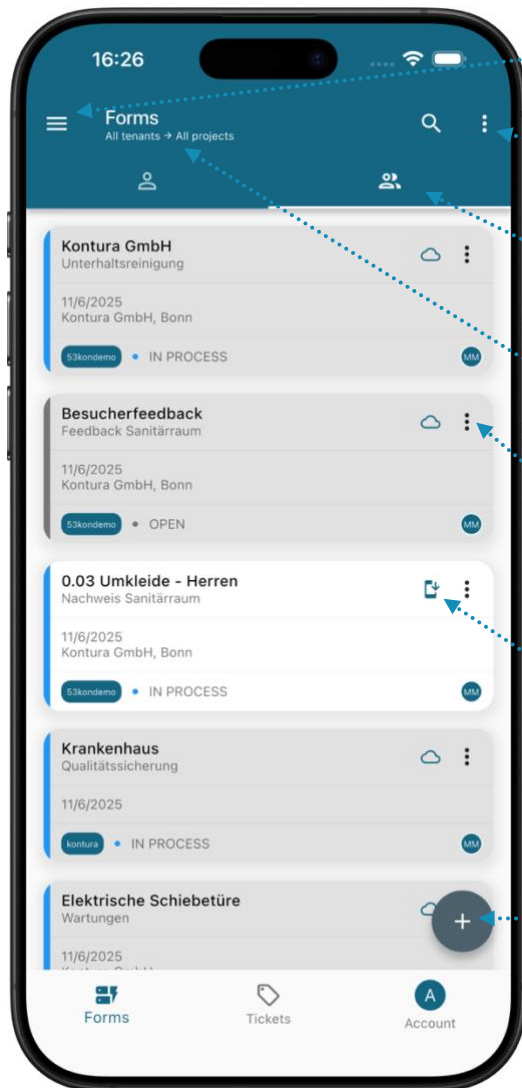 16:26
Forms
All tenants → All projects
Kontura GmbH
Unterhaltsreinigung
11/6/2025
Kontura GmbH, Bonn
53kondemo • IN PROCESS MM
Besucherfeedback
Feedback Sanitärraum
11/6/2025
Kontura GmbH, Bonn
53kondemo • OPEN MM
0.03 Umkleide - Herren
Nachweis Sanitärraum
11/6/2025
Kontura GmbH, Bonn
53kondemo • IN PROCESS MM
Krankenhaus
Qualitätssicherung
11/6/2025
kontura • IN PROCESS MM
Elektrische Schiebetüre
Wartungen
11/6/2025
Forms Tickets A Account